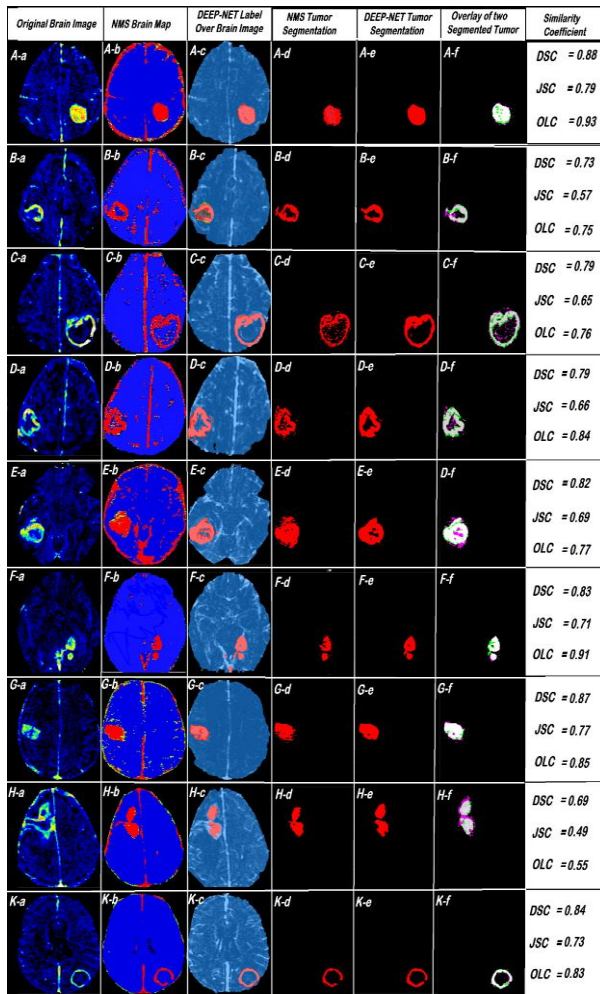 Original Brain Image NMS Brain Map DEEP-NET Label NMS Tumor DEEP-NET Tumor Overlay of two Similarity
Over Brain Image Segmentation Segmentation Segmented Tumor Coefficient
A-a A-b A-c A-d A-e A-f
DSC = 0.88
JSC = 0.79
OLC = 0.93
B-a B-b B-c B-d B-e B-f
DSC = 0.73
JSC = 0.57
OLC = 0.75
C-a C-b C-c C-d C-e C-f
DSC = 0.79
JSC = 0.65
OLC = 0.76
D-a D-b D-c D-d D-e D-f
DSC = 0.79
JSC = 0.66
OLC = 0.84
E-a E-b E-c E-d E-e D-f
DSC = 0.82
JSC = 0.69
OLC = 0.77
F-a F-b F-c F-d F-e F-f
DSC = 0.83
JSC = 0.71
OLC = 0.91
G-a G-b G-c G-d G-e G-f
DSC = 0.87
JSC = 0.77
OLC = 0.85
H-a H-b H-c H-d H-e H-f
DSC = 0.69
JSC = 0.49
OLC = 0.55
K-a K-b K-c K-d K-e K-f
DSC = 0.84
JSC = 0.73
OLC = 0.83